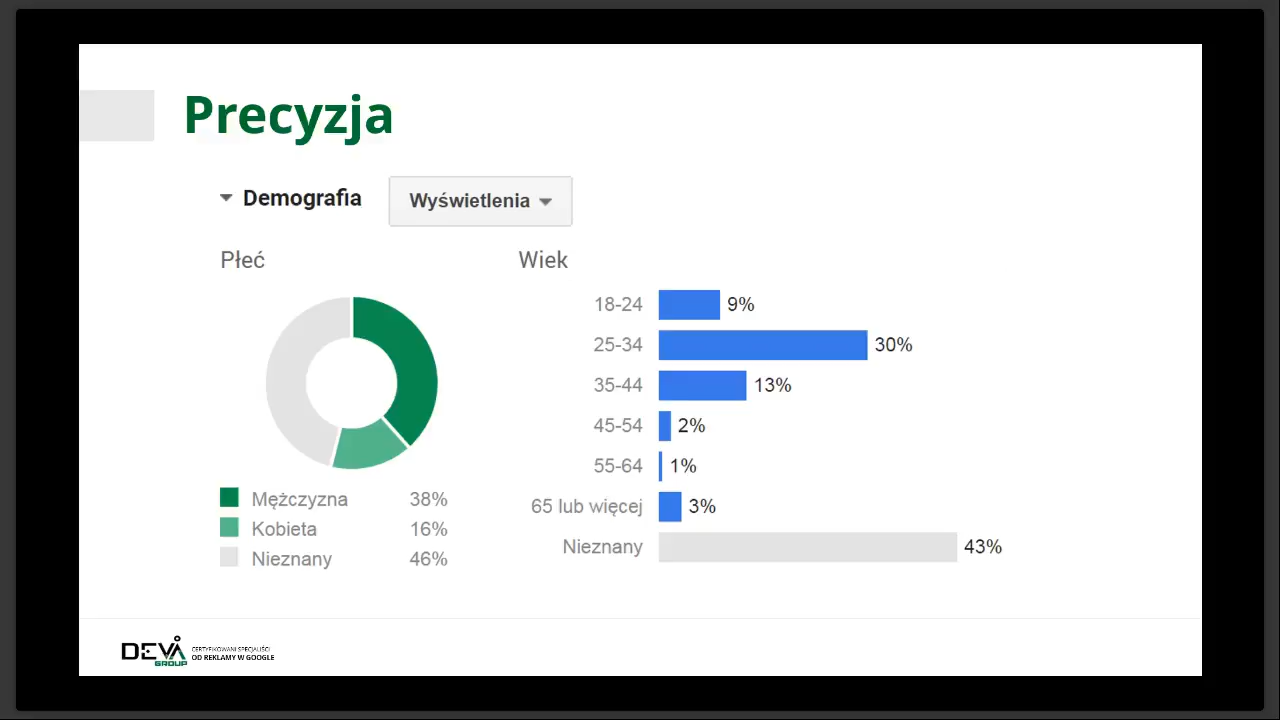 Precyzja
Demografia
Wyświetlenia
Płeć
Mężczyzna 38%
Kobieta 16%
Nieznany 46%
Wiek
18-24 9%
25-34 30%
35-44 13%
45-54 2%
55-64 1%
65 lub więcej 3%
Nieznany 43%
DEVA GROUP
CERTYFIKOWANI SPECJALIŚCI
OD REKLAMY W GOOGLE